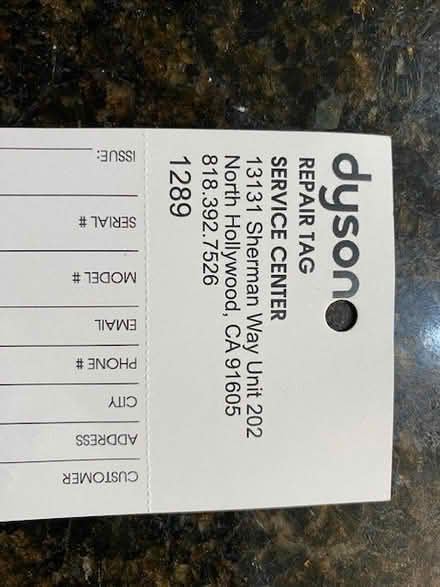 dyson
REPAIR TAG
SERVICE CENTER
13131 Sherman Way Unit 202
North Hollywood, CA 91605
818.392.7526
1289
CUSTOMER
ADDRESS
CITY
PHONE #
EMAIL
MODEL #
SERIAL #
ISSUE: